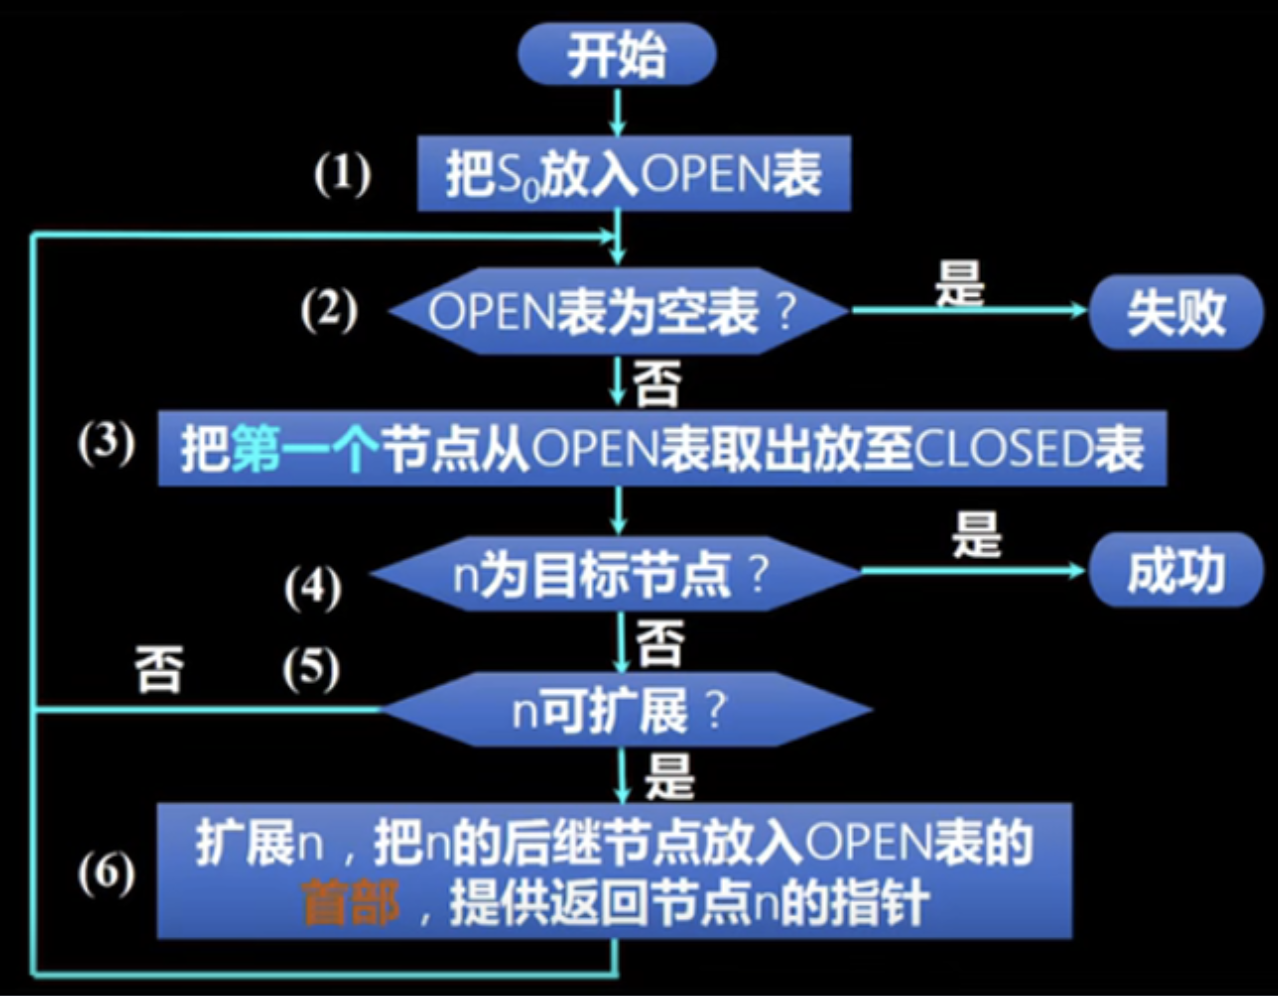 开始
(1)
把S₀放入OPEN表
(2)
OPEN表为空表？
是
失败
否
(3)
把第一个节点从OPEN表取出放至CLOSED表
(4)
n为目标节点？
是
成功
否
(5)
否
n可扩展？
是
(6)
扩展n，把n的后继节点放入OPEN表的
首部，提供返回节点n的指针